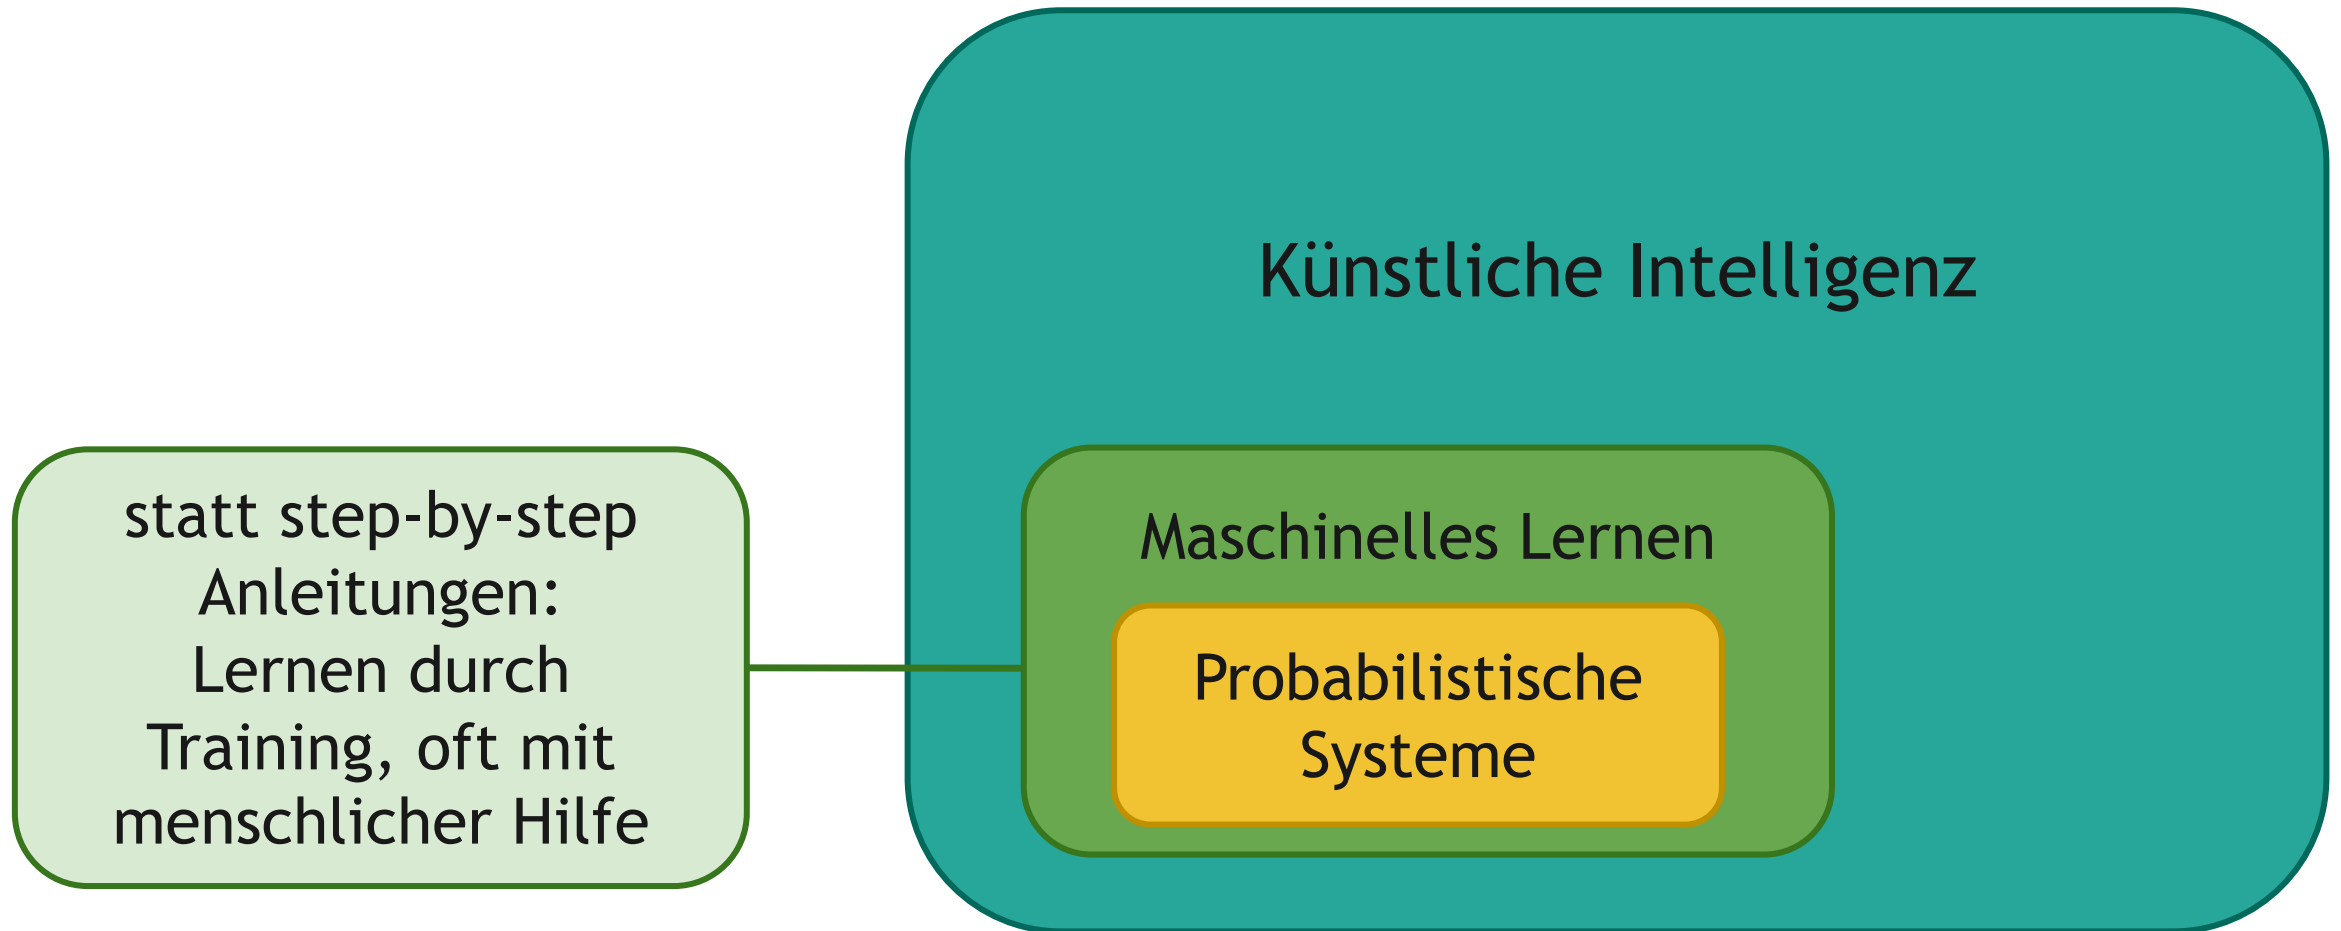 Künstliche Intelligenz
statt step-by-step
Anleitungen:
Lernen durch
Training, oft mit
menschlicher Hilfe
Maschinelles Lernen
Probabilistische
Systeme